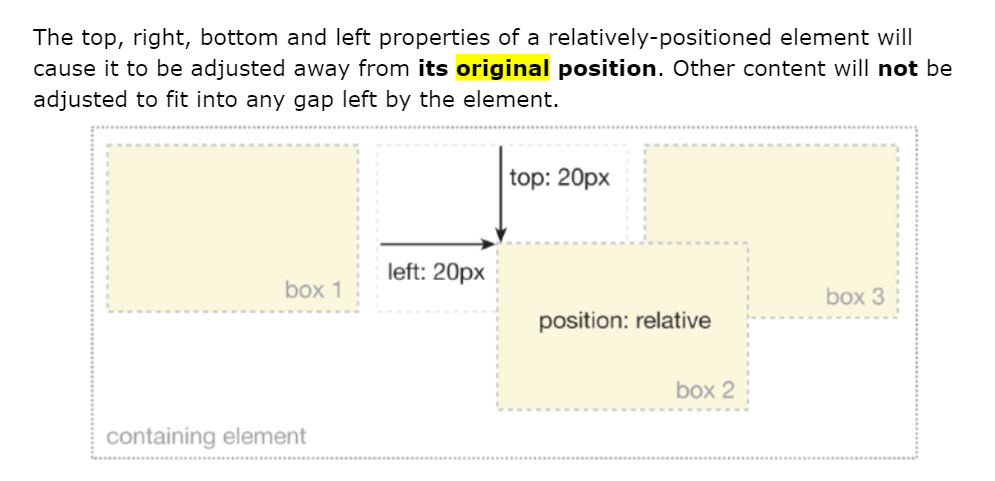 The top, right, bottom and left properties of a relatively-positioned element will
cause it to be adjusted away from its original position. Other content will not be
adjusted to fit into any gap left by the element.
top: 20px
left: 20px
box 1
box 3
position: relative
box 2
containing element